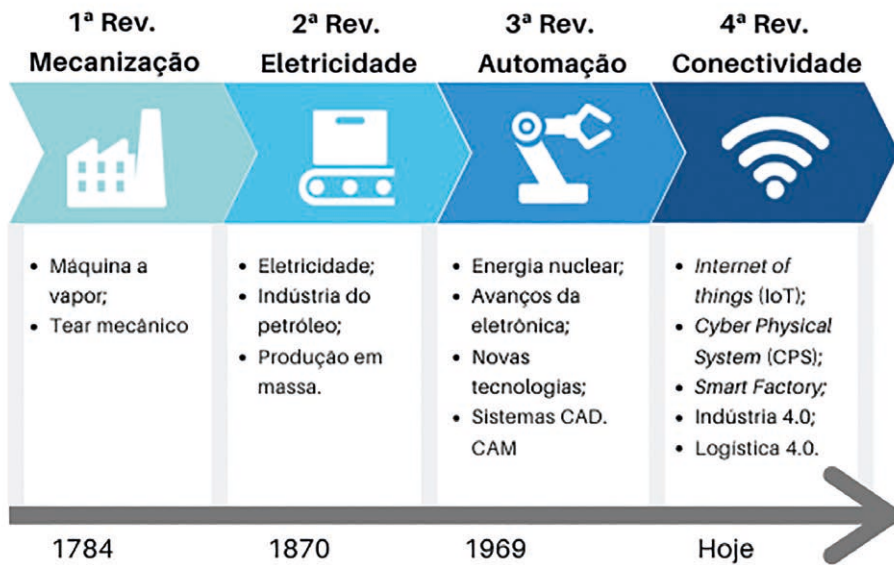 1ª Rev.
Mecanização
2ª Rev.
Eletricidade
3ª Rev.
Automação
4ª Rev.
Conectividade
• Máquina a
vapor;
• Tear mecânico
• Eletricidade;
• Indústria do
petróleo;
• Produção em
massa.
• Energia nuclear;
• Avanços da
eletrônica;
• Novas
tecnologias;
• Sistemas CAD.
CAM
• Internet of
things (IoT);
• Cyber Physical
System (CPS);
• Smart Factory;
• Indústria 4.0;
• Logística 4.0.
1784
1870
1969
Hoje